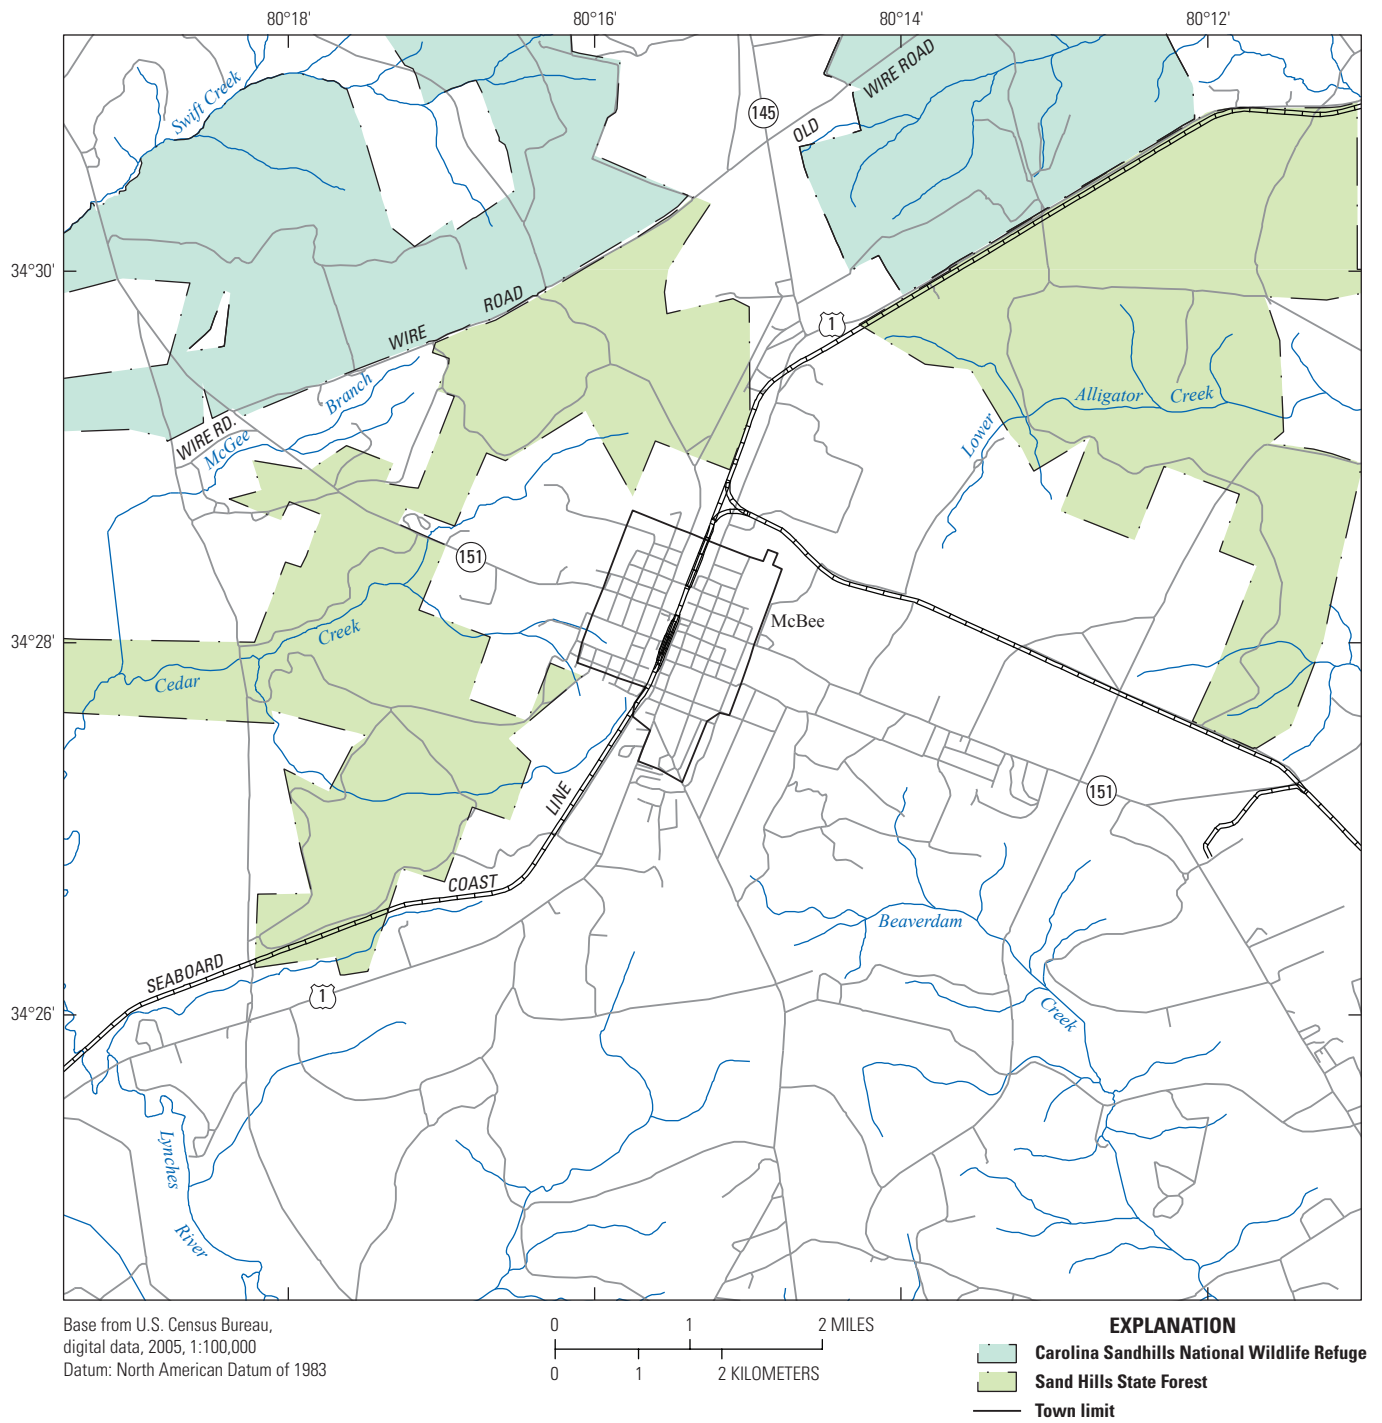 80°18'
80°16'
80°14'
80°12'
Swift Creek
145
OLD
WIRE ROAD
34°30'
WIRE
ROAD
1
McGee
Branch
WIRE RD.
Lower
Alligator
Creek
151
McBee
34°28'
Cedar
Creek
151
SEABOARD
COAST
LINE
Beaverdam
Creek
1
34°26'
Lynches
River
Base from U.S. Census Bureau,
digital data, 2005, 1:100,000
Datum: North American Datum of 1983
0 1 2 MILES
0 1 2 KILOMETERS
EXPLANATION
Carolina Sandhills National Wildlife Refuge
Sand Hills State Forest
Town limit